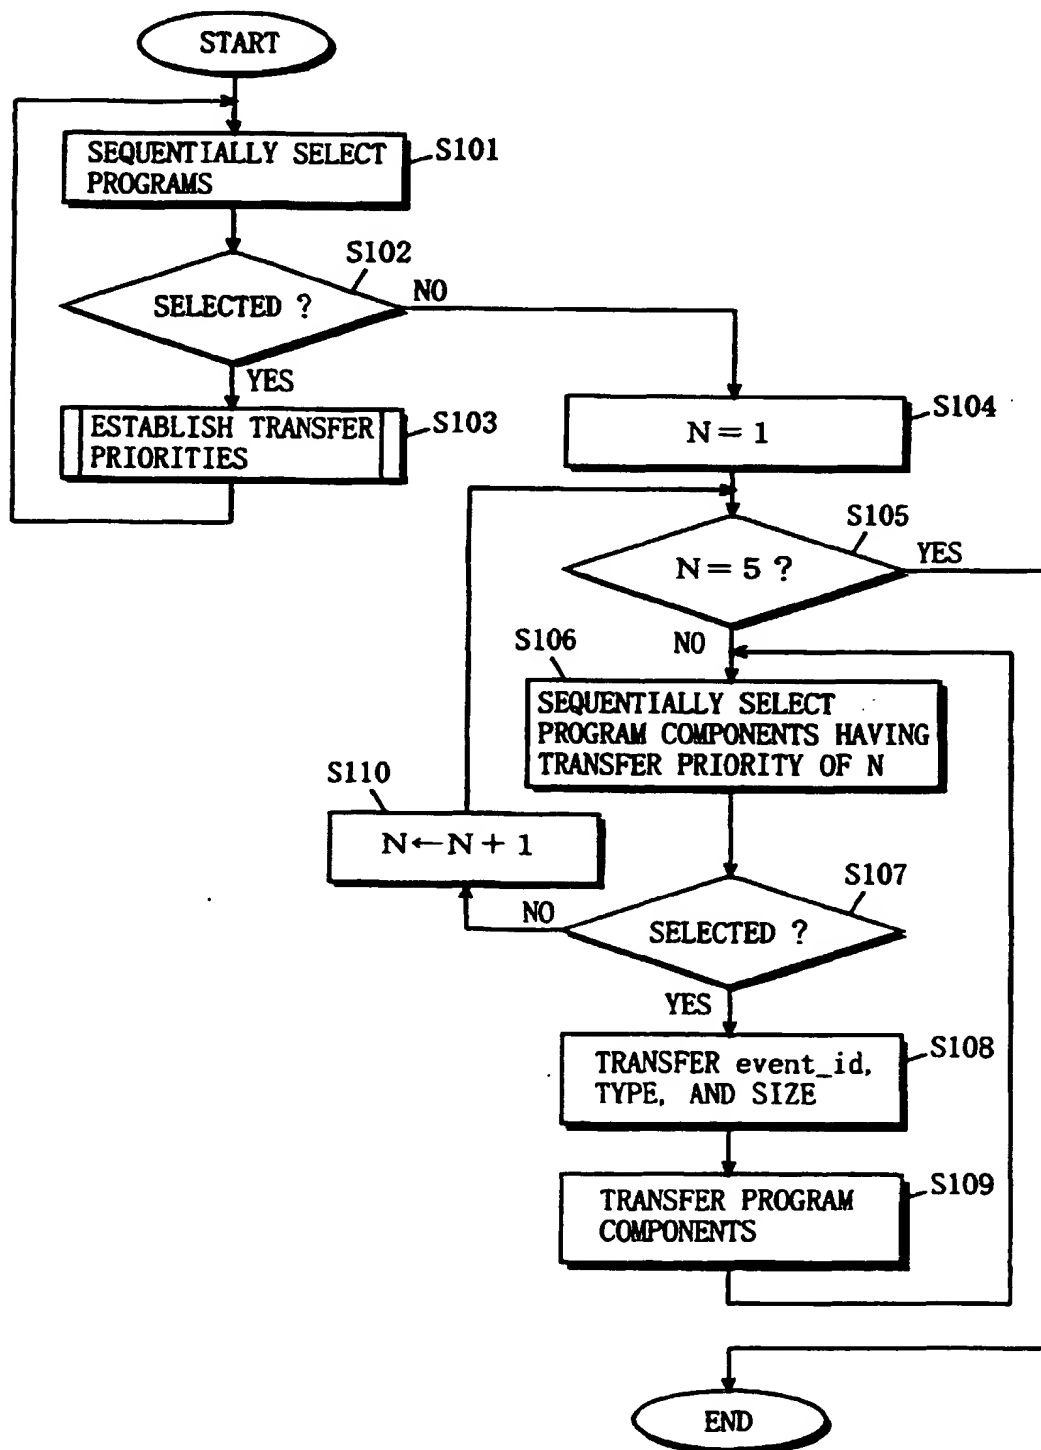 START
SEQUENTIALLY SELECT
PROGRAMS
S101
S102
SELECTED ?
NO
YES
ESTABLISH TRANSFER
PRIORITIES
S103
N = 1
S104
S105
N = 5 ?
YES
NO
S106
SEQUENTIALLY SELECT
PROGRAM COMPONENTS HAVING
TRANSFER PRIORITY OF N
S110
N←N + 1
S107
NO
SELECTED ?
YES
TRANSFER event_id,
TYPE, AND SIZE
S108
TRANSFER PROGRAM
COMPONENTS
S109
END